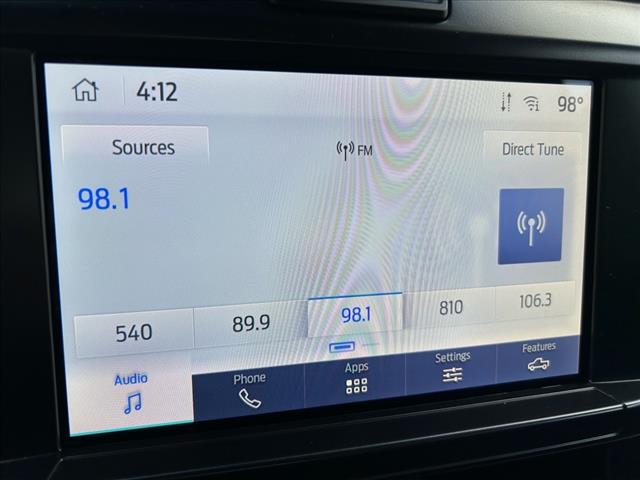 4:12
98°
Sources
FM
Direct Tune
98.1
540
89.9
98.1
810
106.3
Audio
Phone
Apps
Settings
Features